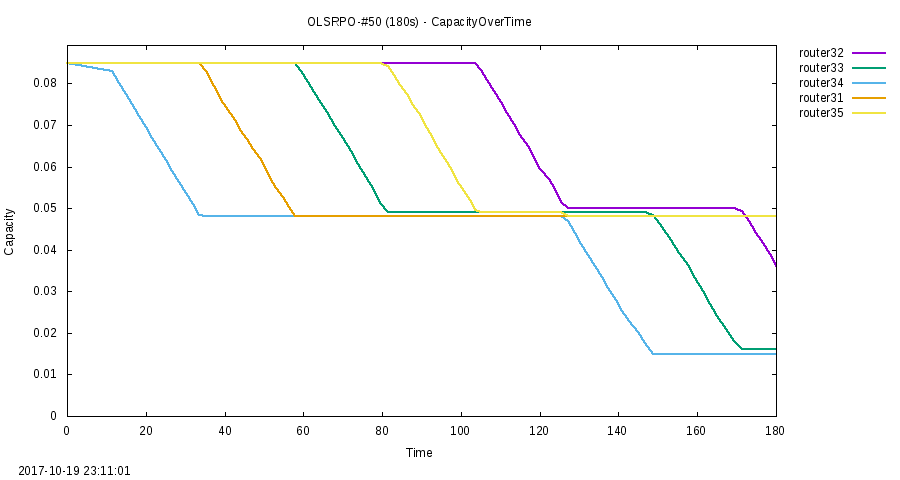 OLSRPO-#50 (180s) - CapacityOverTime
router32
router33
router34
router31
router35
0.08
0.07
0.06
0.05
0.04
0.03
0.02
0.01
0
Capacity
0 20 40 60 80 100 120 140 160 180
Time
2017-10-19 23:11:01